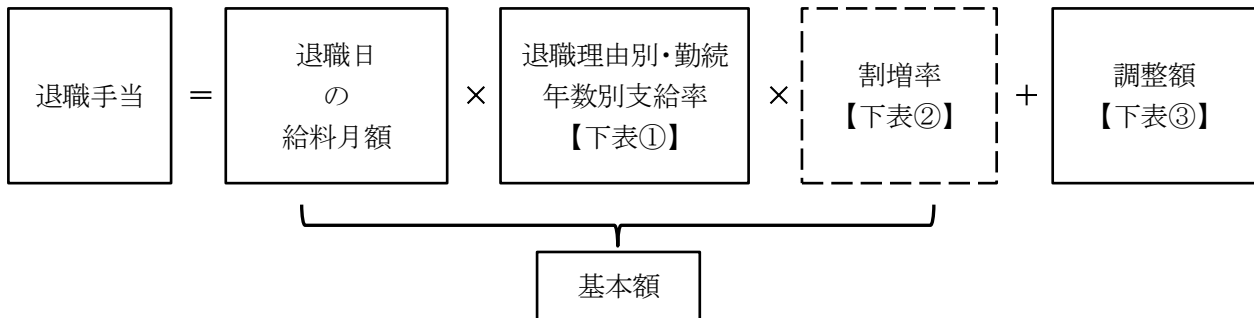 退職手当
=
退職日
の
給料月額
×
退職理由別・勤続
年数別支給率
【下表①】
×
割増率
【下表②】
+
調整額
【下表③】
基本額